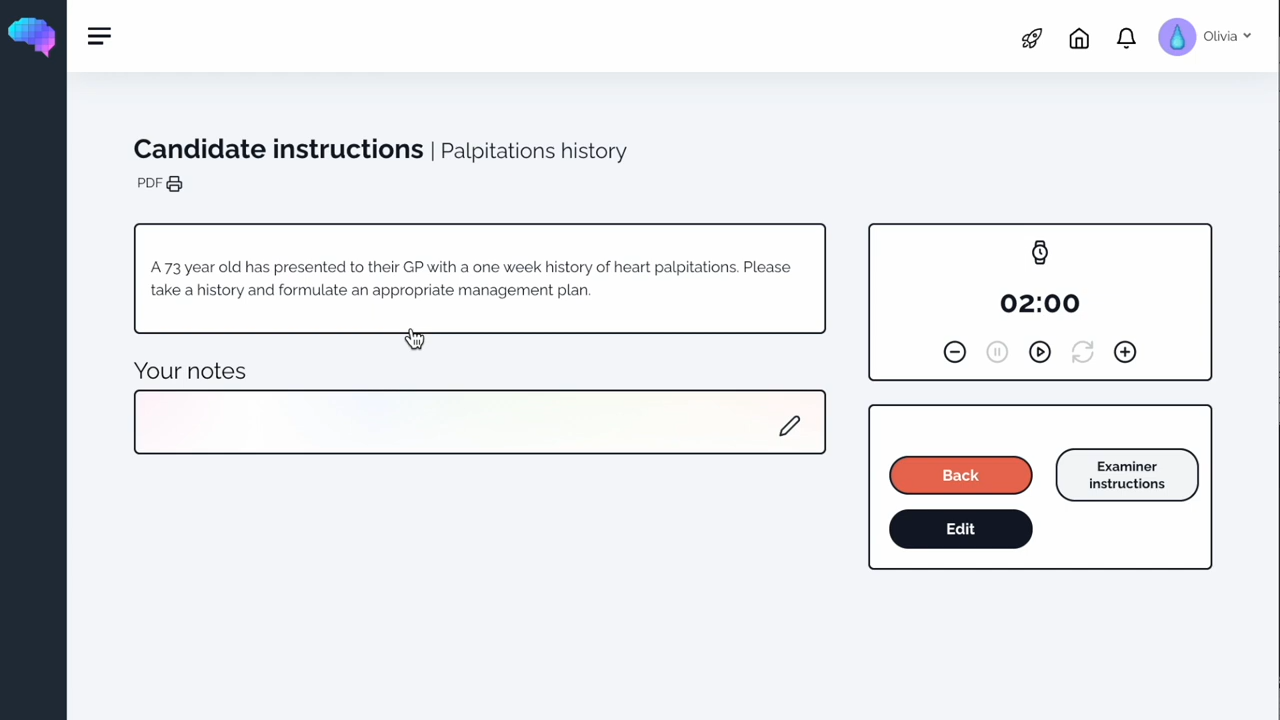 Olivia
Candidate instructions | Palpitations history
PDF
A 73 year old has presented to their GP with a one week history of heart palpitations. Please
take a history and formulate an appropriate management plan.
02:00
Your notes
Back
Examiner
instructions
Edit